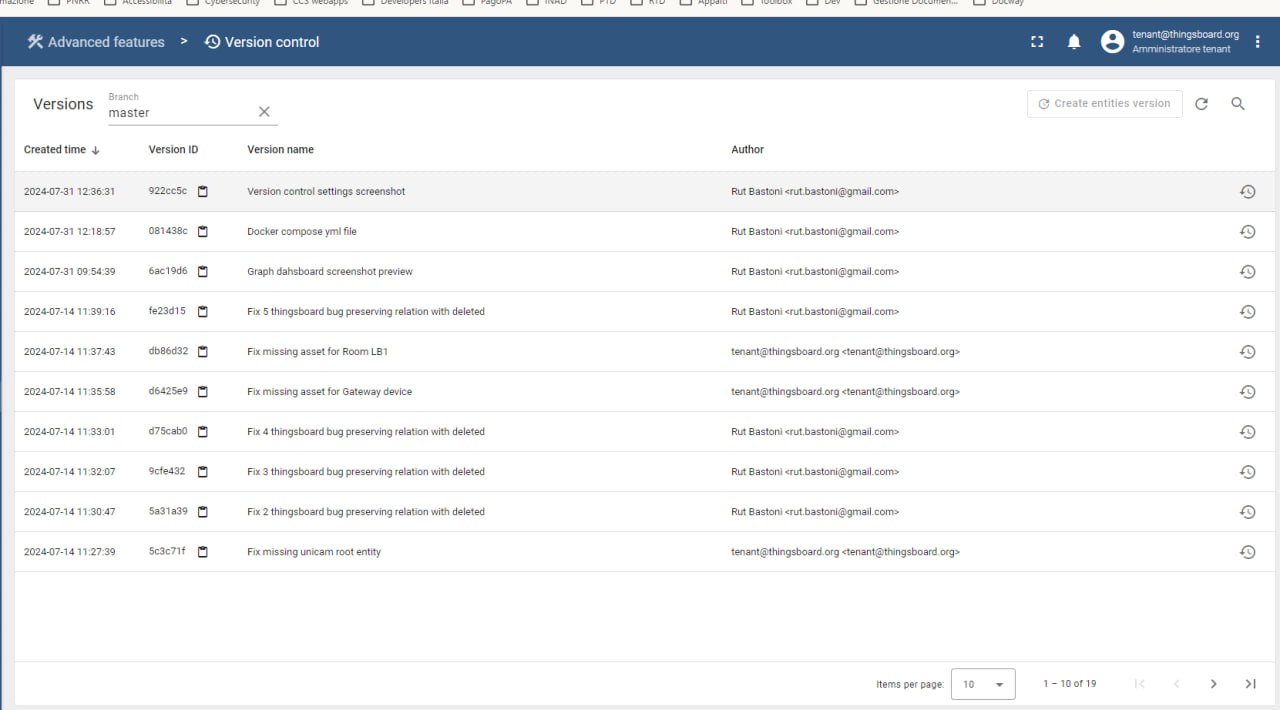 mazione PNRR Accessibilità Cybersecurity CCS webapps Developers Italia PagoPA INAD PTD RTD Appalti Toolbox Dev Gestione Documen... DocWay
Advanced features > Version control
tenant@thingsboard.org
Amministratore tenant
Versions
Branch
master
Create entities version
Created time Version ID Version name Author
2024-07-31 12:36:31 922cc5c Version control settings screenshot Rut Bastoni <rut.bastoni@gmail.com>
2024-07-31 12:18:57 081438c Docker compose yml file Rut Bastoni <rut.bastoni@gmail.com>
2024-07-31 09:54:39 6ac19d6 Graph dahsboard screenshot preview Rut Bastoni <rut.bastoni@gmail.com>
2024-07-14 11:39:16 fe23d15 Fix 5 thingsboard bug preserving relation with deleted Rut Bastoni <rut.bastoni@gmail.com>
2024-07-14 11:37:43 db86d32 Fix missing asset for Room LB1 tenant@thingsboard.org <tenant@thingsboard.org>
2024-07-14 11:35:58 d6425e9 Fix missing asset for Gateway device tenant@thingsboard.org <tenant@thingsboard.org>
2024-07-14 11:33:01 d75cab0 Fix 4 thingsboard bug preserving relation with deleted Rut Bastoni <rut.bastoni@gmail.com>
2024-07-14 11:32:07 9cfe432 Fix 3 thingsboard bug preserving relation with deleted Rut Bastoni <rut.bastoni@gmail.com>
2024-07-14 11:30:47 5a31a39 Fix 2 thingsboard bug preserving relation with deleted Rut Bastoni <rut.bastoni@gmail.com>
2024-07-14 11:27:39 5c3c71f Fix missing unicam root entity tenant@thingsboard.org <tenant@thingsboard.org>
Items per page: 10 1 – 10 of 19